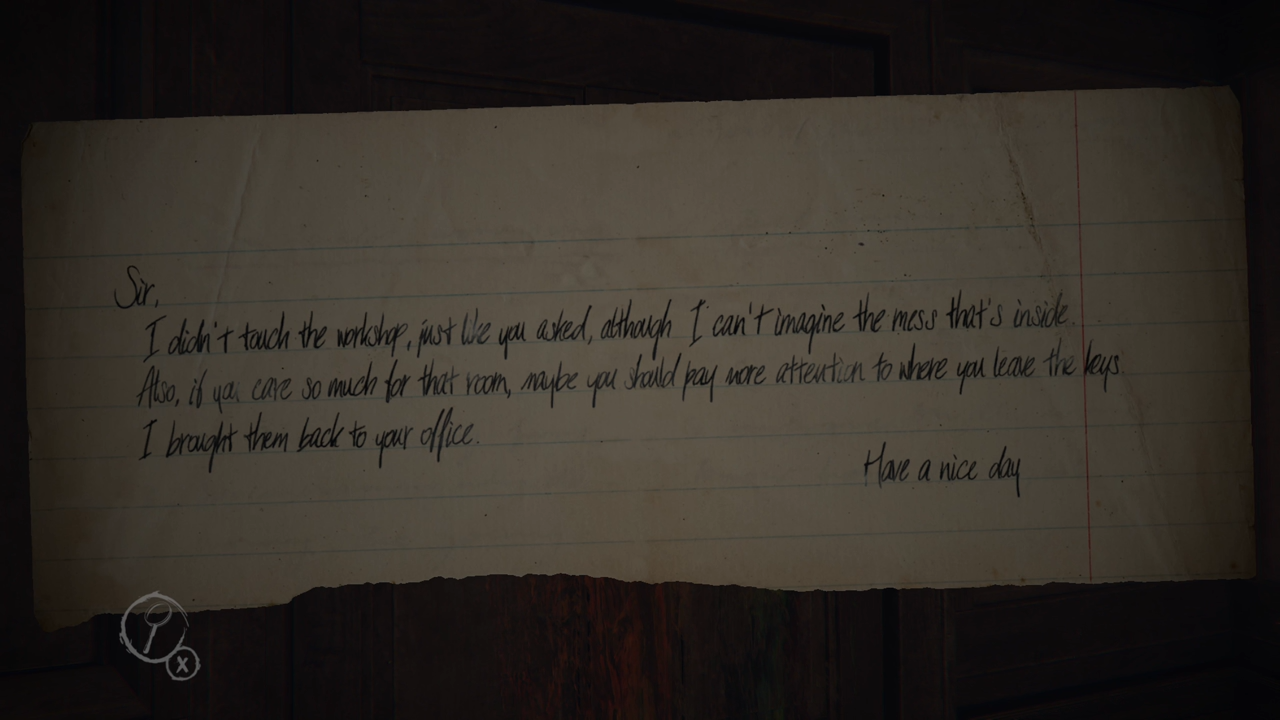 Sir,
I didn't touch the workshop, just like you asked, although I can't imagine the mess that's inside.
Also, if you care so much for that room, maybe you should pay more attention to where you leave the keys.
I brought them back to your office.
Have a nice day
X